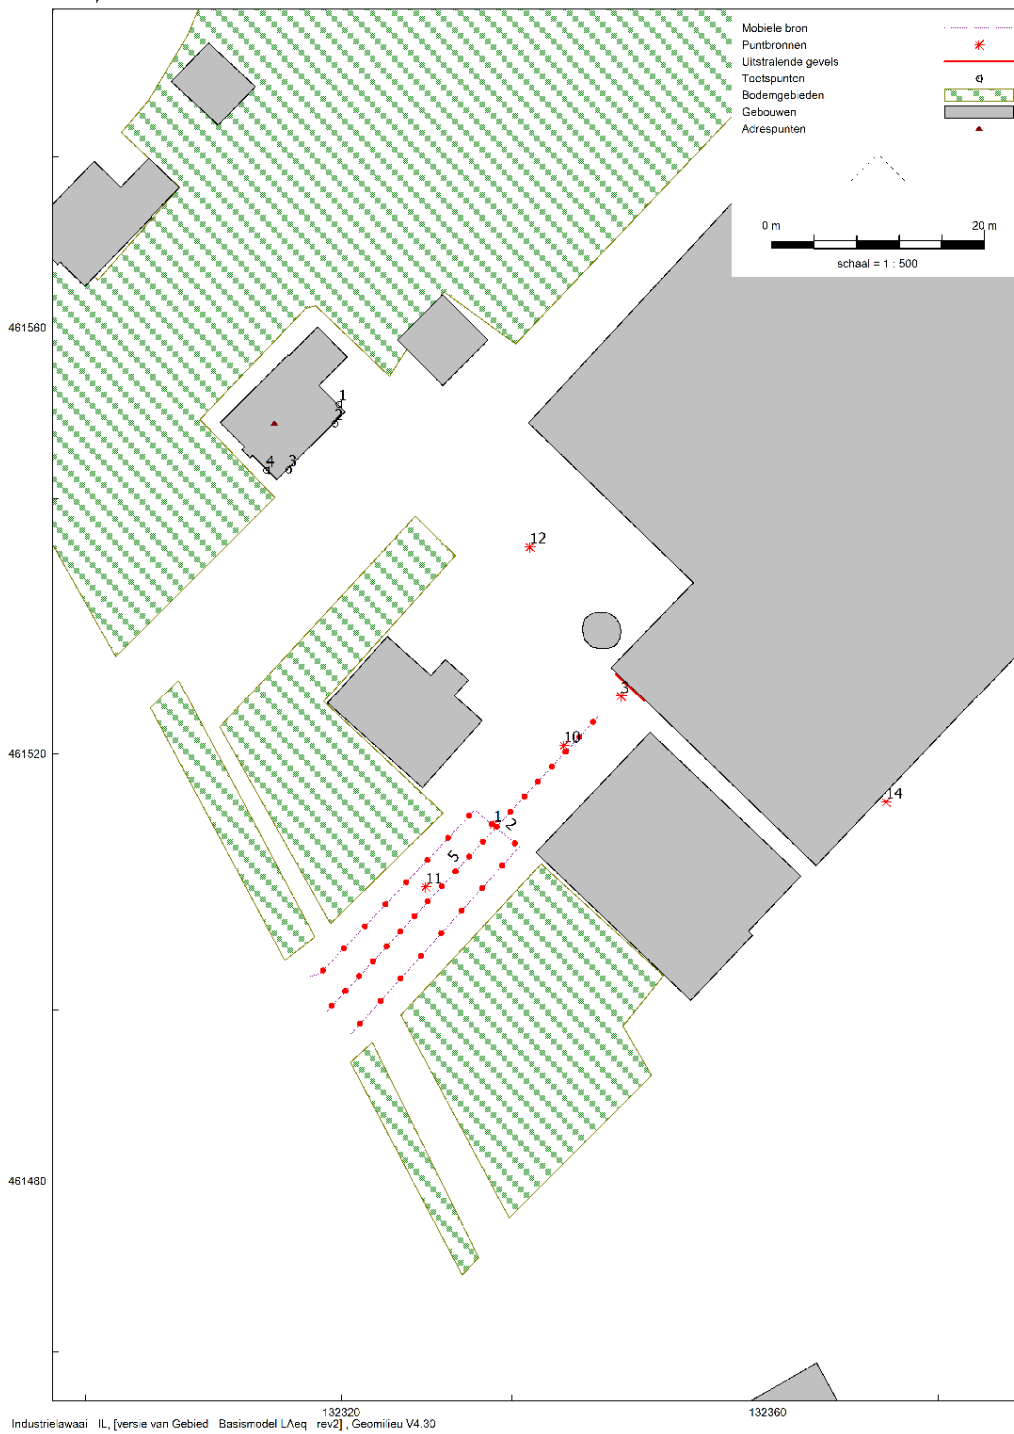 Mobiele bron
Puntbronnen
Uitstralende gevels
Toetspunten
Bodemgebieden
Gebouwen
Adrespunten
0 m 20 m
schaal = 1 : 500
461560
1
2
4 3
12
3
461520
10
14
1
2
5
11
461480
132320 132360
Industrielawaai IL, [versie van Gebied Basismodel LAeq rev2] , Geomilieu V4.30